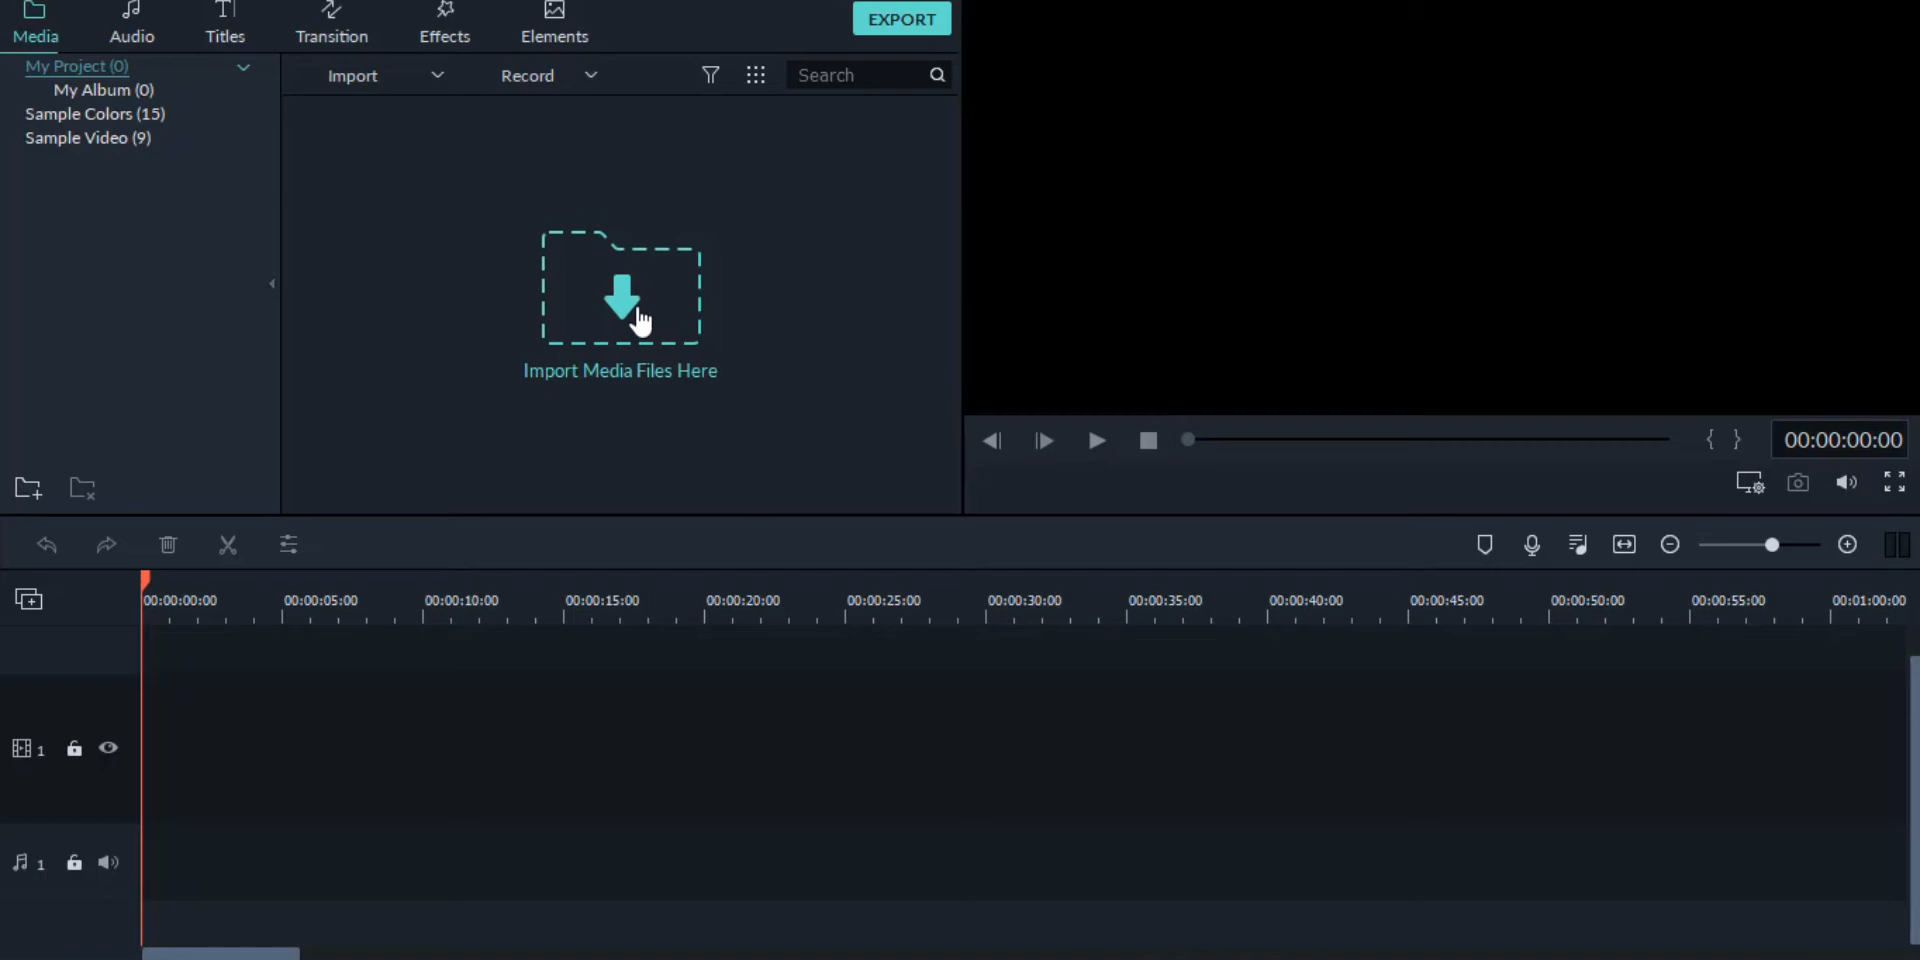 Media Audio Titles Transition Effects Elements EXPORT
My Project (0)
My Album (0)
Sample Colors (15)
Sample Video (9)
Import Record Search
Import Media Files Here
00:00:00:00
00:00:00:00 00:00:05:00 00:00:10:00 00:00:15:00 00:00:20:00 00:00:25:00 00:00:30:00 00:00:35:00 00:00:40:00 00:00:45:00 00:00:50:00 00:00:55:00 00:01:00:00
1
1